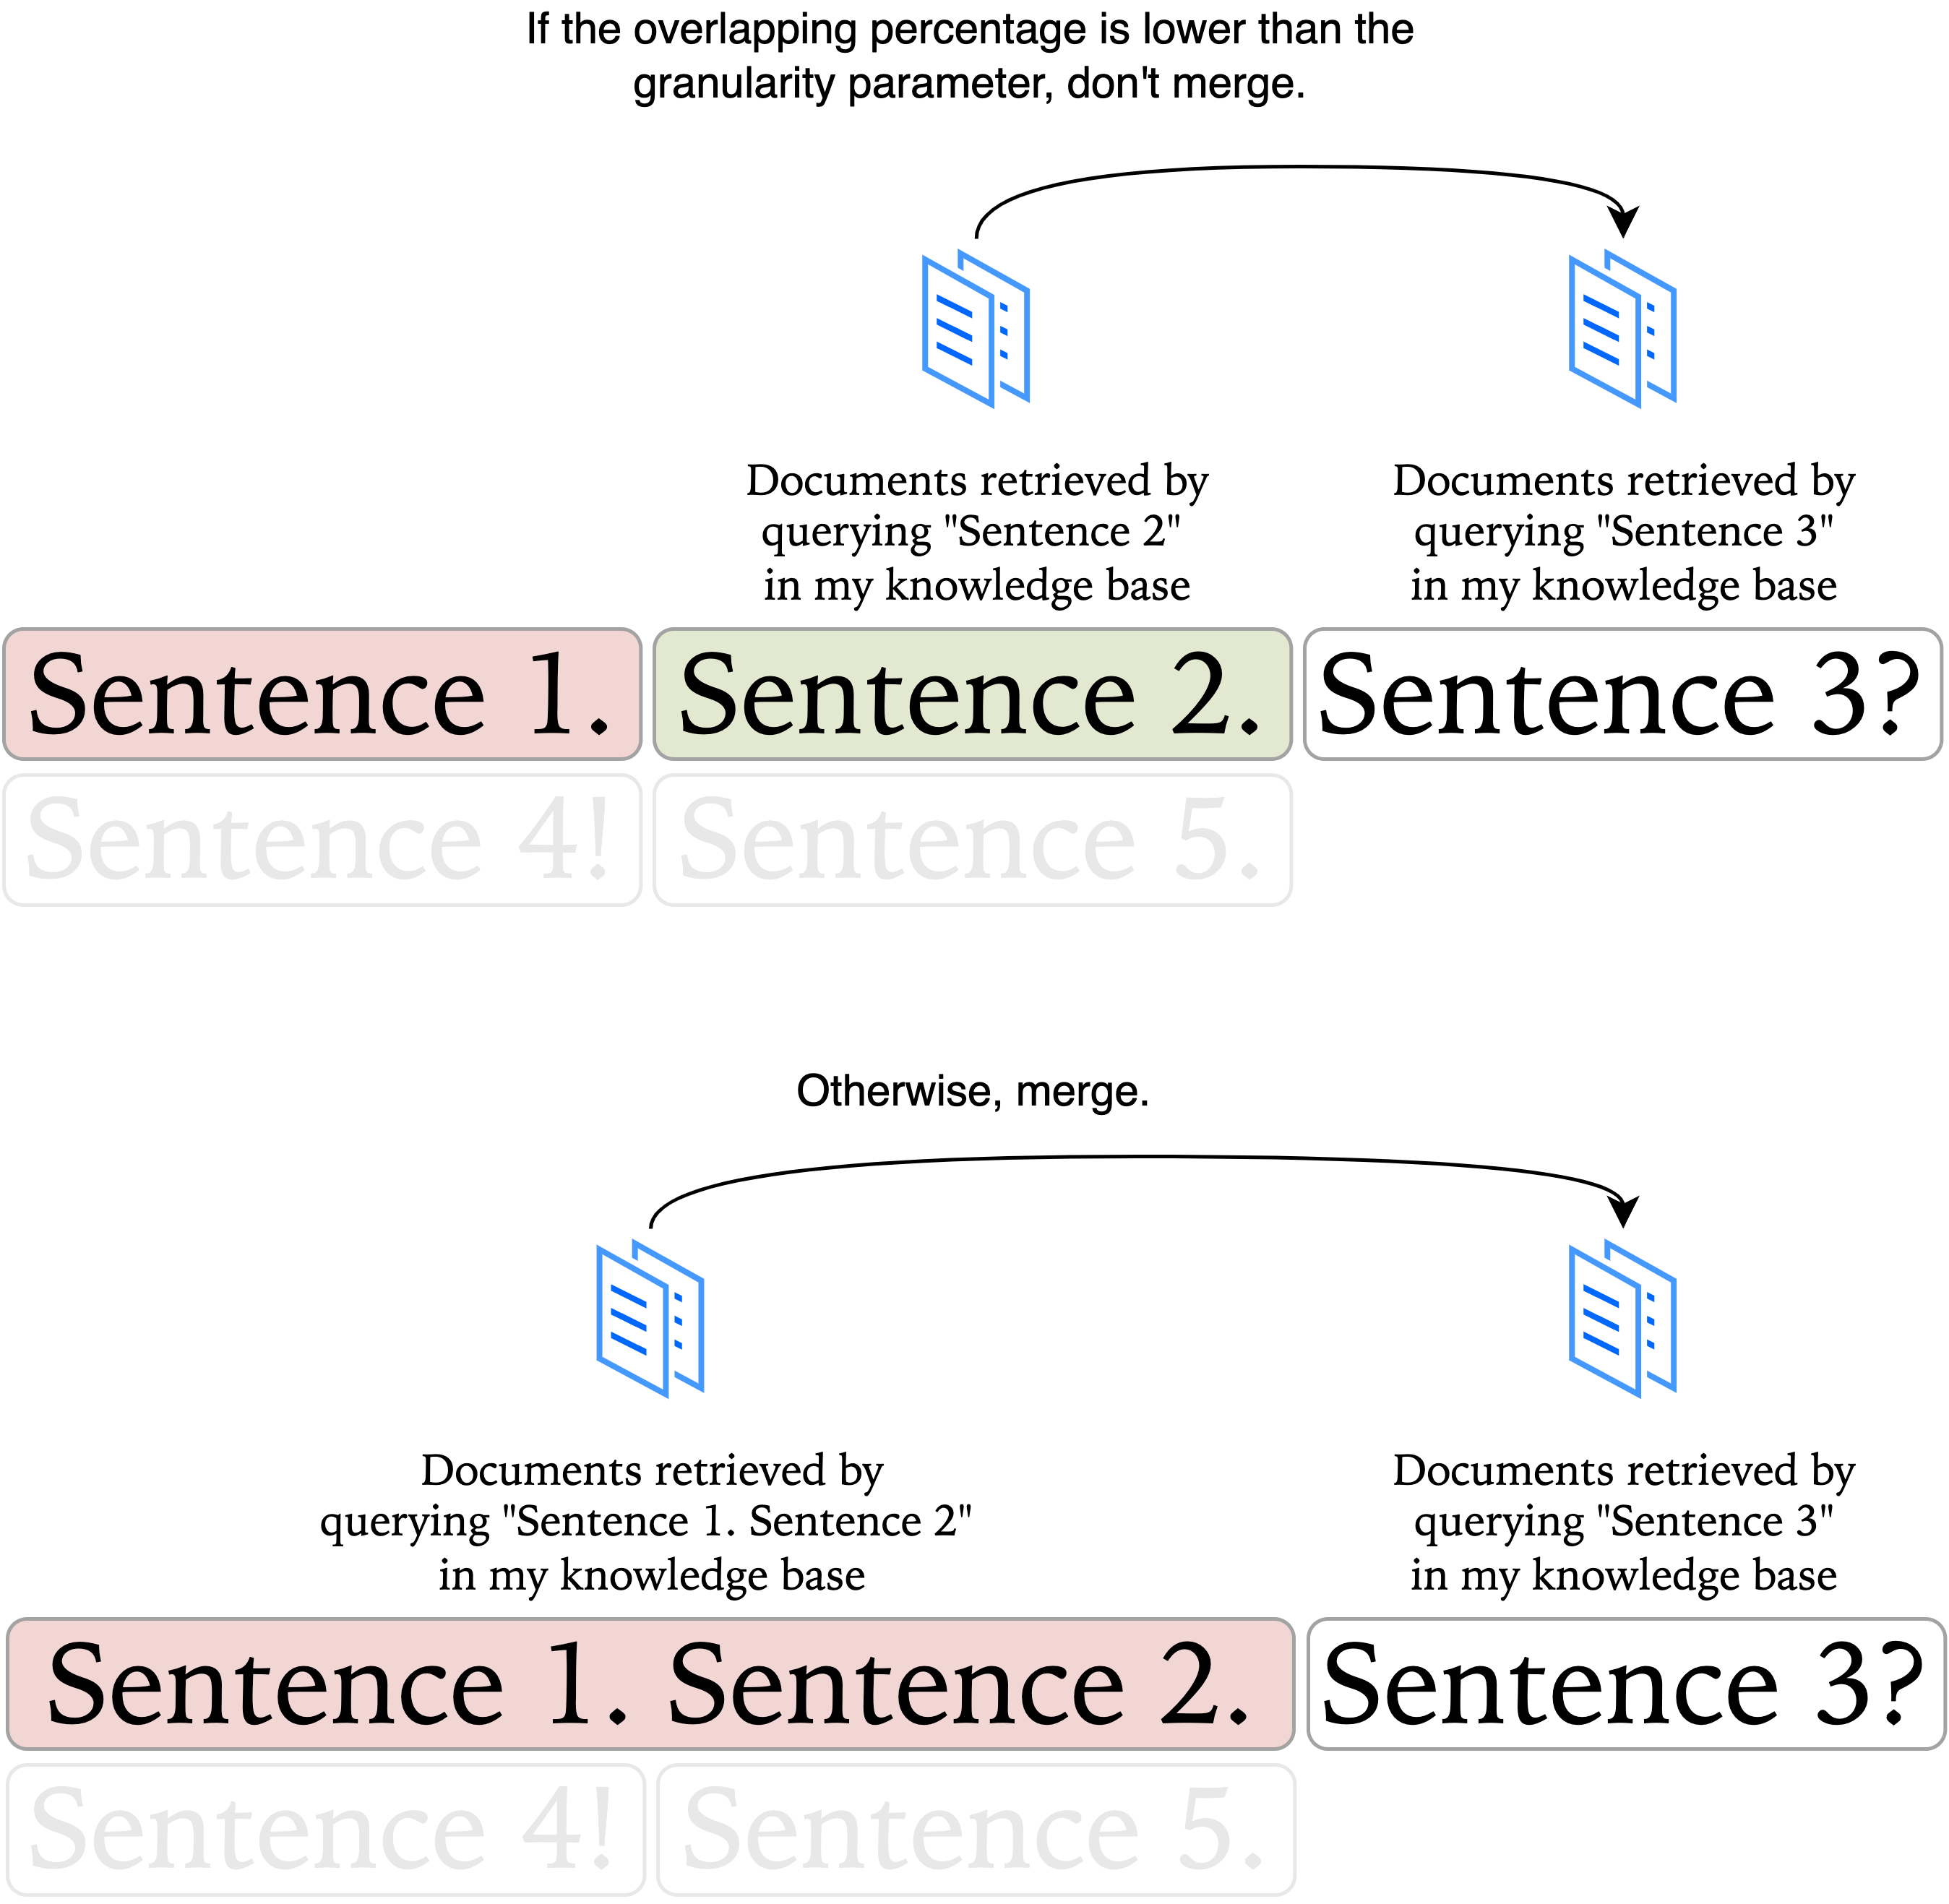 If the overlapping percentage is lower than the
granularity parameter, don't merge.
Documents retrieved by
querying "Sentence 2"
in my knowledge base
Documents retrieved by
querying "Sentence 3"
in my knowledge base
Sentence 1.
Sentence 2.
Sentence 3?
Sentence 4!
Sentence 5.
Otherwise, merge.
Documents retrieved by
querying "Sentence 1. Sentence 2"
in my knowledge base
Documents retrieved by
querying "Sentence 3"
in my knowledge base
Sentence 1. Sentence 2.
Sentence 3?
Sentence 4!
Sentence 5.